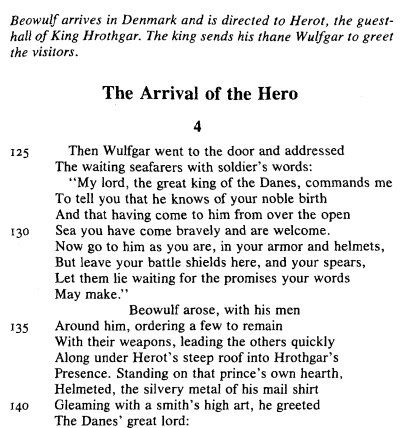 Beowulf arrives in Denmark and is directed to Herot, the guest-
hall of King Hrothgar. The king sends his thane Wulfgar to greet
the visitors.
The Arrival of the Hero
4
125 Then Wulfgar went to the door and addressed
The waiting seafarers with soldier's words:
"My lord, the great king of the Danes, commands me
To tell you that he knows of your noble birth
And that having come to him from over the open
130 Sea you have come bravely and are welcome.
Now go to him as you are, in your armor and helmets,
But leave your battle shields here, and your spears,
Let them lie waiting for the promises your words
May make."
Beowulf arose, with his men
135 Around him, ordering a few to remain
With their weapons, leading the others quickly
Along under Herot's steep roof into Hrothgar's
Presence. Standing on that prince's own hearth,
Helmeted, the silvery metal of his mail shirt
140 Gleaming with a smith's high art, he greeted
The Danes' great lord: